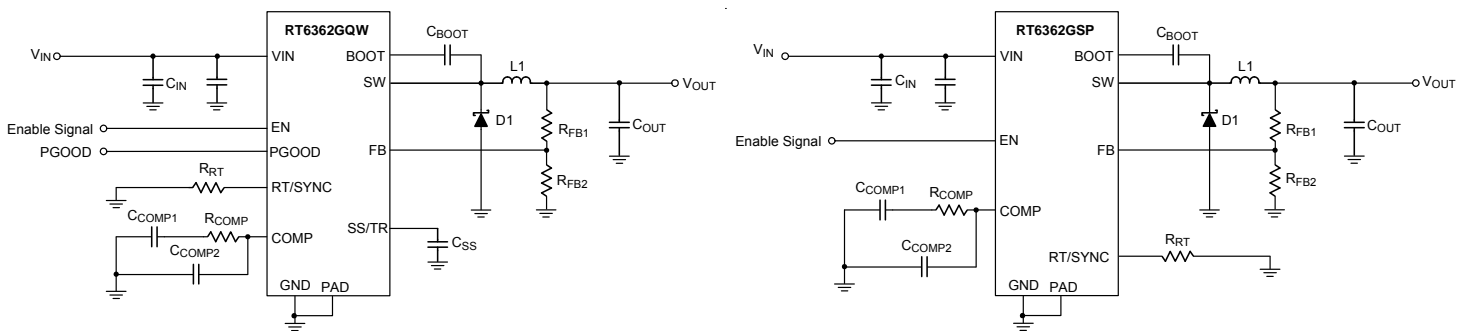 RT6362GQW
VIN
CIN
VIN
BOOT
CBOOT
SW
L1
VOUT
D1
RFB1
COUT
Enable Signal
EN
PGOOD
PGOOD
FB
RFB2
RRT
RT/SYNC
CCOMP1
RCOMP
COMP
CCOMP2
SS/TR
CSS
GND
PAD
RT6362GSP
VIN
CIN
VIN
BOOT
CBOOT
SW
L1
VOUT
D1
RFB1
COUT
Enable Signal
EN
FB
RFB2
CCOMP1
RCOMP
COMP
CCOMP2
RT/SYNC
RRT
GND
PAD